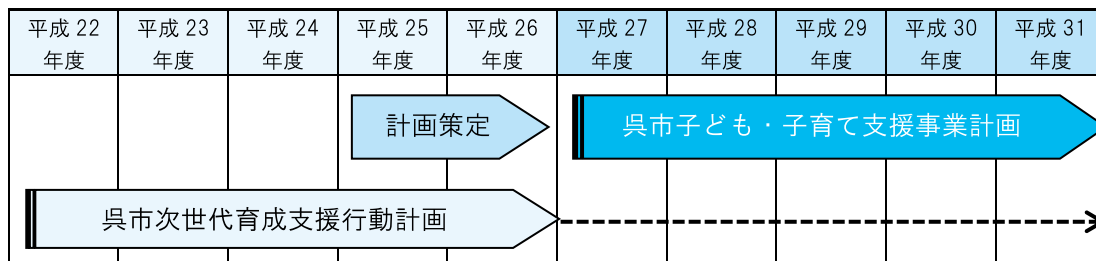 平成 22 平成 23 平成 24 平成 25 平成 26 平成 27 平成 28 平成 29 平成 30 平成 31
年度 年度 年度 年度 年度 年度 年度 年度 年度 年度
計画策定 呉市子ども・子育て支援事業計画
呉市次世代育成支援行動計画